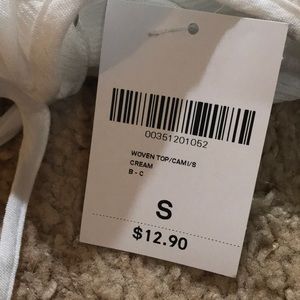 00351201052
WOVEN TOP/CAMI/S
CREAM
B - C
S
$12.90